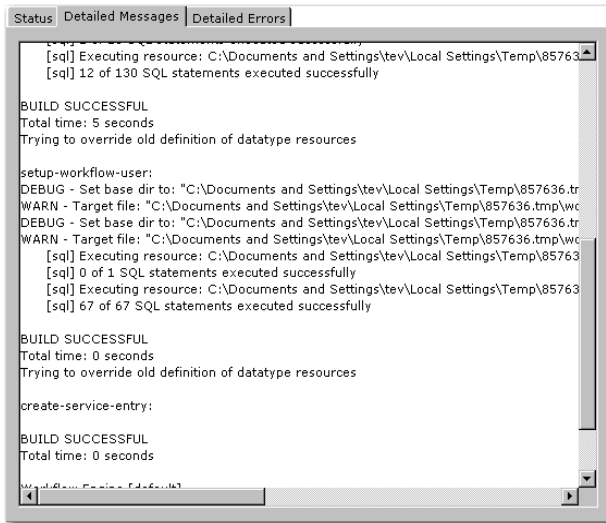 Status Detailed Messages Detailed Errors
[sql] Executing resource: C:\Documents and Settings\tev\Local Settings\Temp\85763
[sql] 12 of 130 SQL statements executed successfully
BUILD SUCCESSFUL
Total time: 5 seconds
Trying to override old definition of datatype resources
setup-workflow-user:
DEBUG - Set base dir to: "C:\Documents and Settings\tev\Local Settings\Temp\857636.tr
WARN - Target file: "C:\Documents and Settings\tev\Local Settings\Temp\857636.tmp\wo
DEBUG - Set base dir to: "C:\Documents and Settings\tev\Local Settings\Temp\857636.tr
WARN - Target file: "C:\Documents and Settings\tev\Local Settings\Temp\857636.tmp\wo
[sql] Executing resource: C:\Documents and Settings\tev\Local Settings\Temp\85763
[sql] 0 of 1 SQL statements executed successfully
[sql] Executing resource: C:\Documents and Settings\tev\Local Settings\Temp\85763
[sql] 67 of 67 SQL statements executed successfully
BUILD SUCCESSFUL
Total time: 0 seconds
Trying to override old definition of datatype resources
create-service-entry:
BUILD SUCCESSFUL
Total time: 0 seconds
Workflow Engine [default]